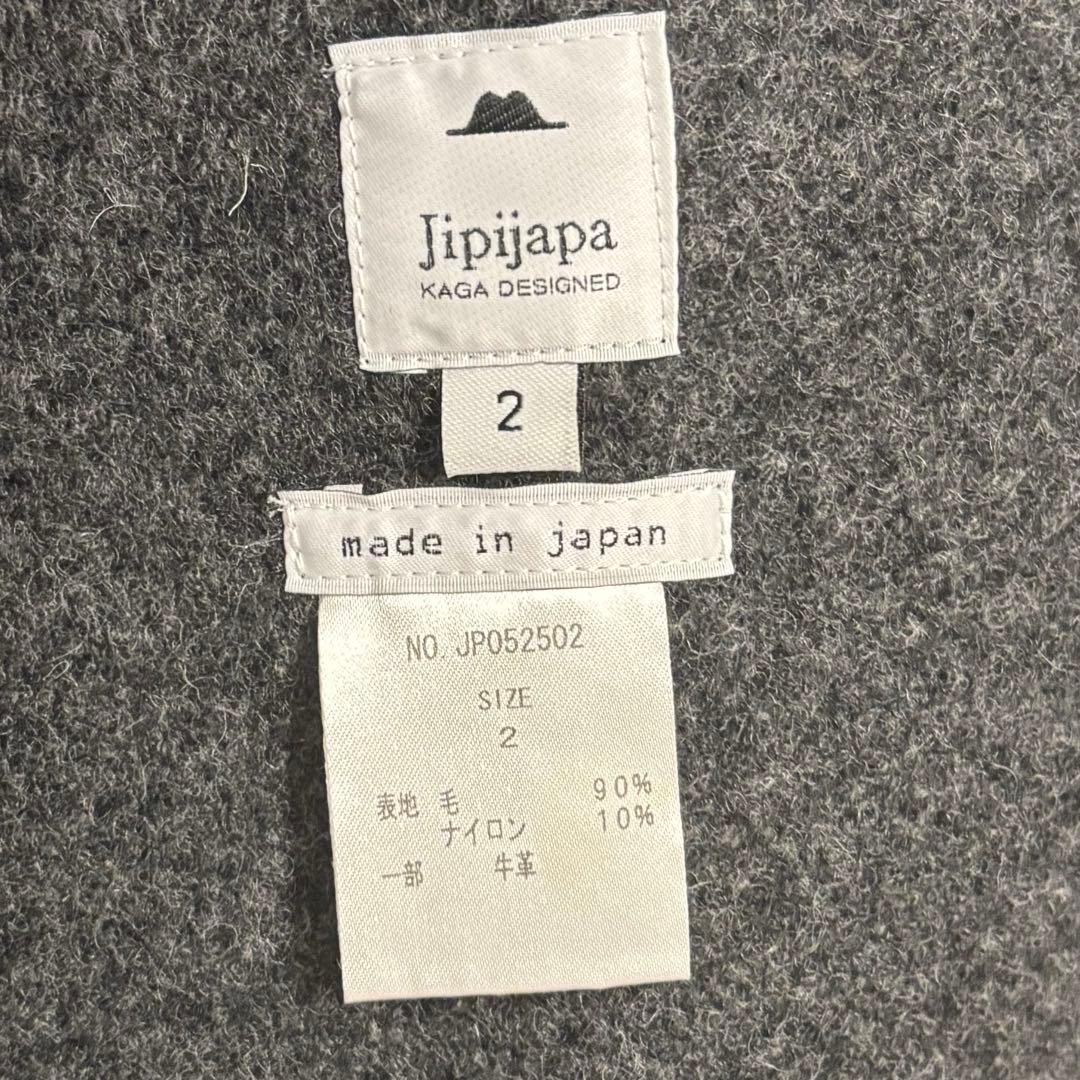 Jipijapa
KAGA DESIGNED
2
made in japan
NO. JP052502
SIZE
2
表地 毛 90%
ナイロン 10%
一部 牛革